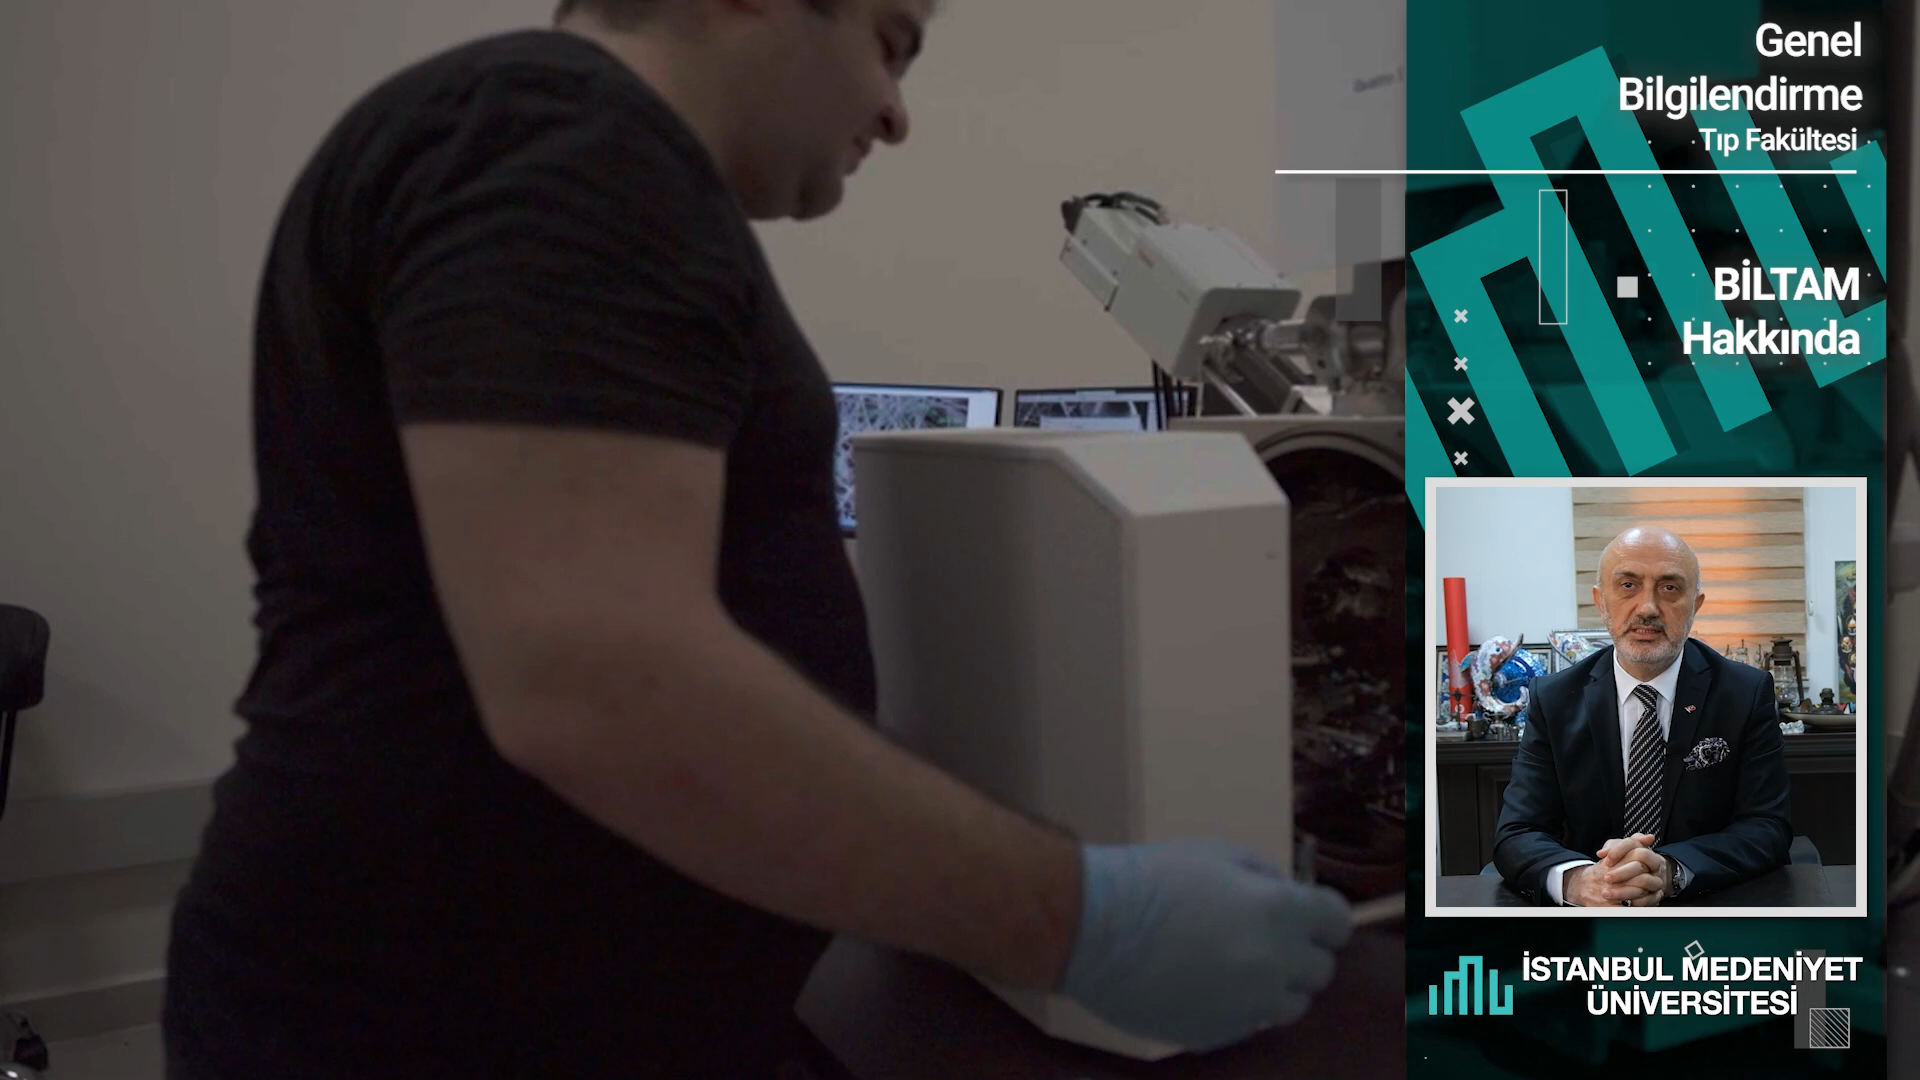 Genel
Bilgilendirme
Tıp Fakültesi
BİLTAM
Hakkında
İSTANBUL MEDENİYET
ÜNİVERSİTESİ